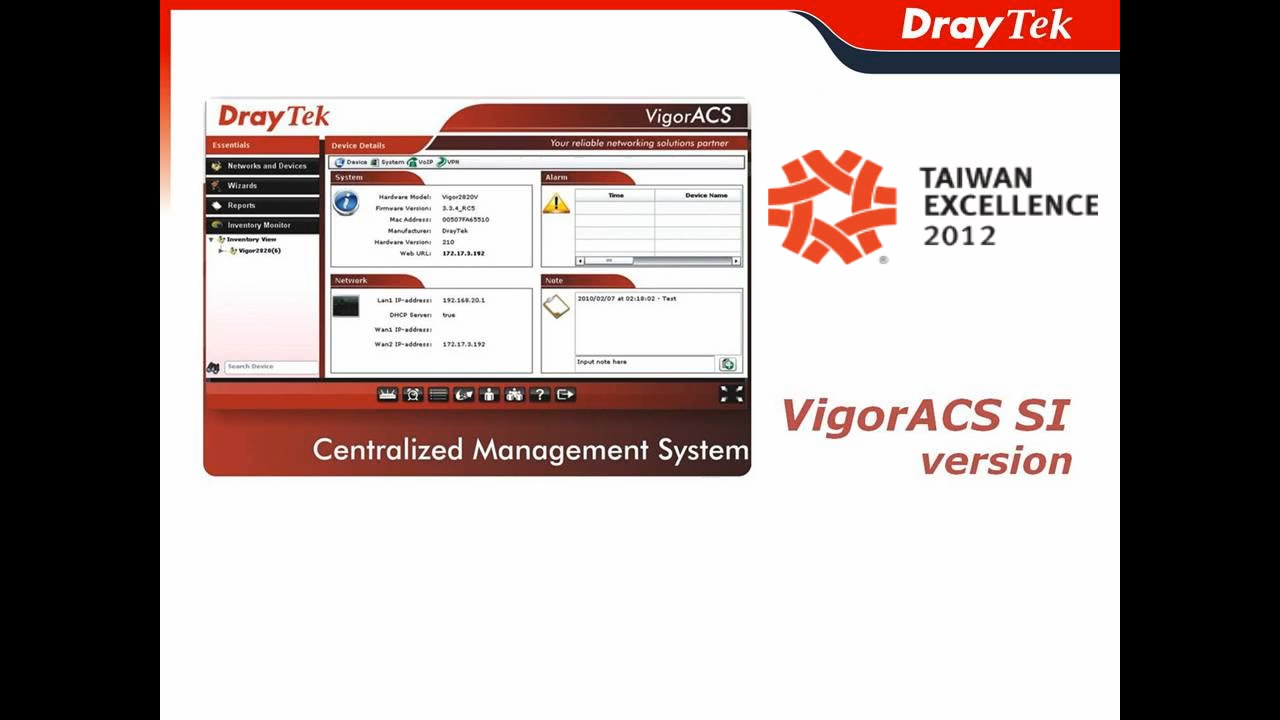 DrayTek
DrayTek
VigorACS
Your reliable networking solutions partner
Essentials
Networks and Devices
Wizards
Reports
Inventory Monitor
Inventory View
Vigor2820(6)
Search Device
Device Details
Device System VoIP VPN
System
Hardware Model: Vigor2820V
Firmware Version: 3.3.4_RC5
Mac Address: 00507FA65510
Manufacturer: DrayTek
Hardware Version: 210
Web URL: 172.17.3.192
Alarm
Time Device Name
Network
Lan1 IP-address: 192.168.20.1
DHCP Server: true
Wan1 IP-address:
Wan2 IP-address: 172.17.3.192
Note
2010/02/07 at 02:18:02 - Test
Input note here
Centralized Management System
TAIWAN
EXCELLENCE
2012
VigorACS SI
version